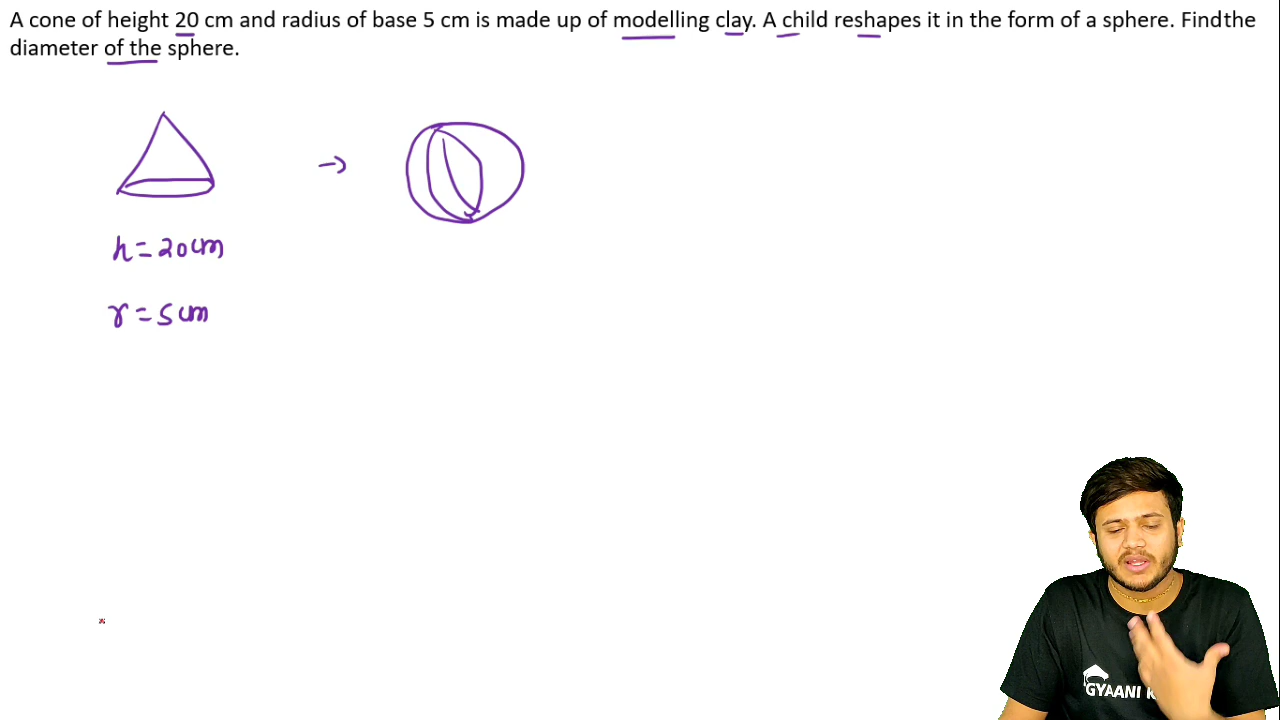 A cone of height 20 cm and radius of base 5 cm is made up of modelling clay. A child reshapes it in the form of a sphere. Findthe
diameter of the sphere.
→
h=20cm
r=5cm
GYAANI